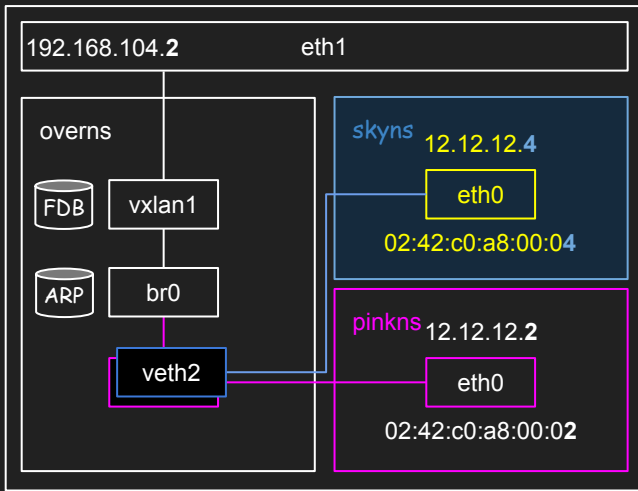 192.168.104.2
eth1
overns
FDB
vxlan1
ARP
br0
veth2
skyns
12.12.12.4
eth0
02:42:c0:a8:00:04
pinkns
12.12.12.2
eth0
02:42:c0:a8:00:02